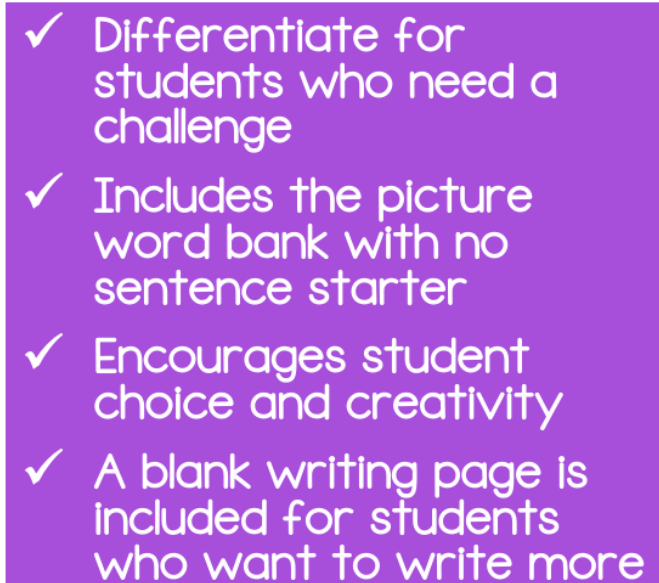 ✓ Differentiate for
students who need a
challenge
✓ Includes the picture
word bank with no
sentence starter
✓ Encourages student
choice and creativity
✓ A blank writing page is
included for students
who want to write more